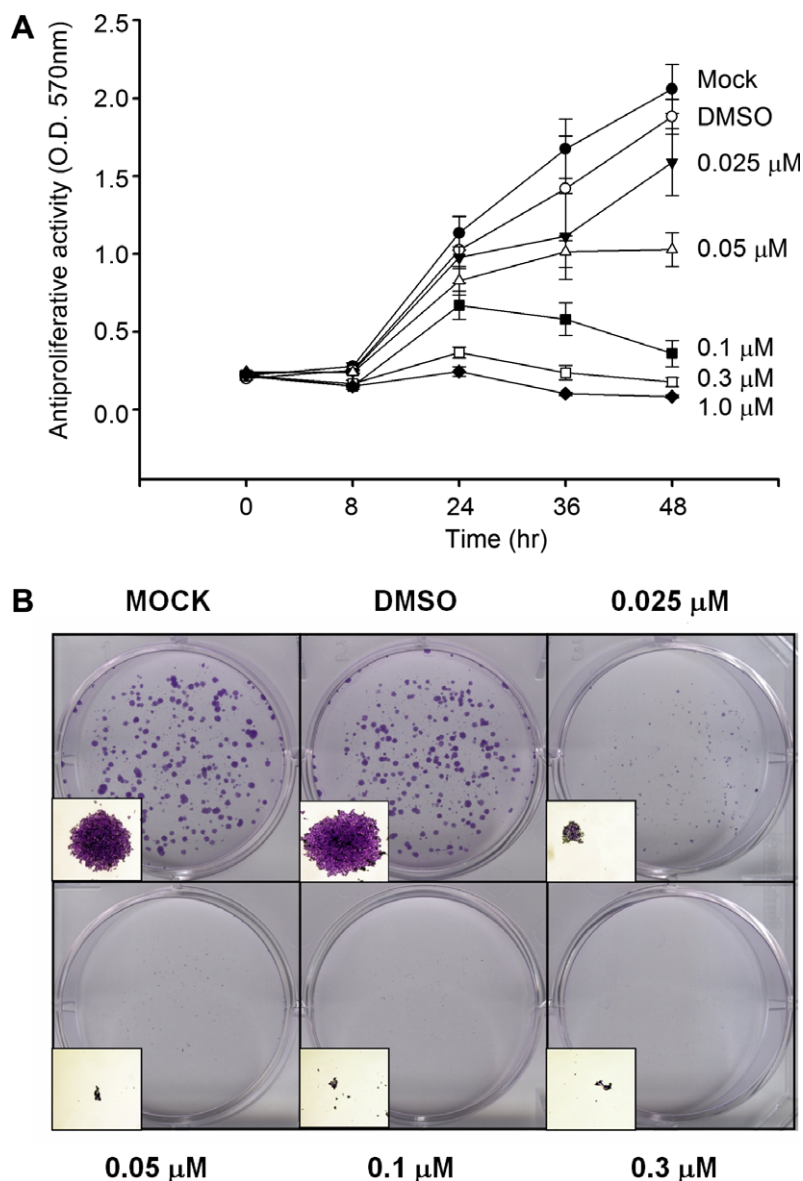 A
Antiproliferative activity (O.D. 570nm)
2.5
2.0
1.5
1.0
0.5
0.0
Mock
DMSO
0.025 µM
0.05 µM
0.1 µM
0.3 µM
1.0 µM
0 8 24 36 48
Time (hr)
B
MOCK DMSO 0.025 µM
0.05 µM 0.1 µM 0.3 µM